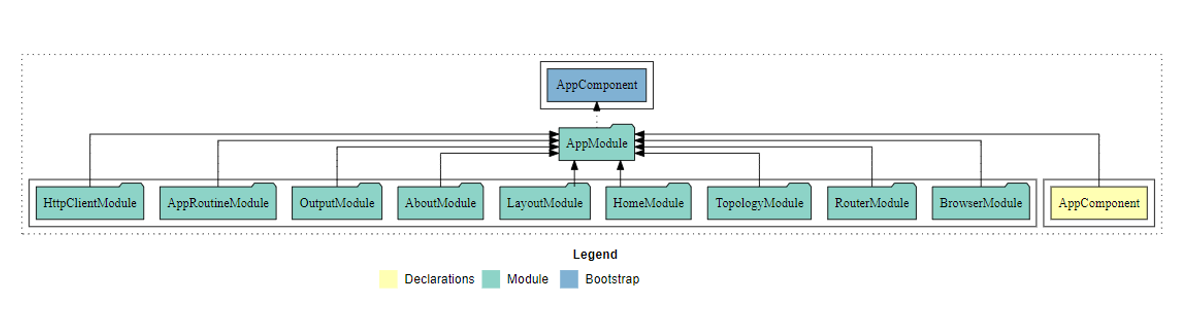 AppComponent
AppModule
HttpClientModule
AppRoutineModule
OutputModule
AboutModule
LayoutModule
HomeModule
TopologyModule
RouterModule
BrowserModule
AppComponent
Legend
Declarations
Module
Bootstrap